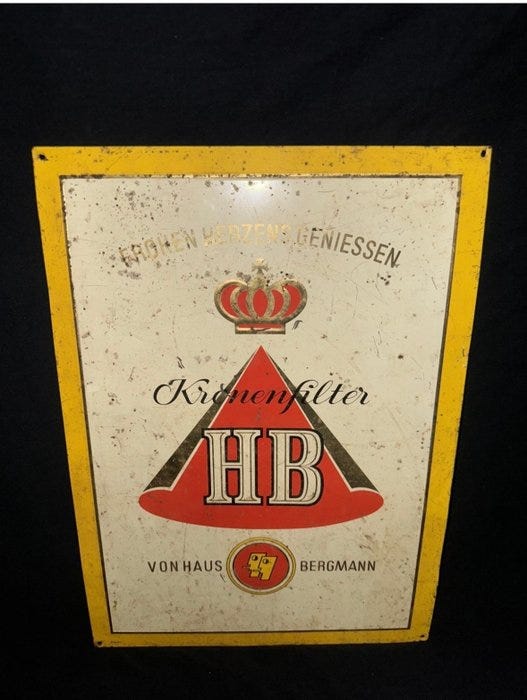 FROHEN HERZENS GENIESSEN
Kronenfilter
HB
VON HAUS BERGMANN